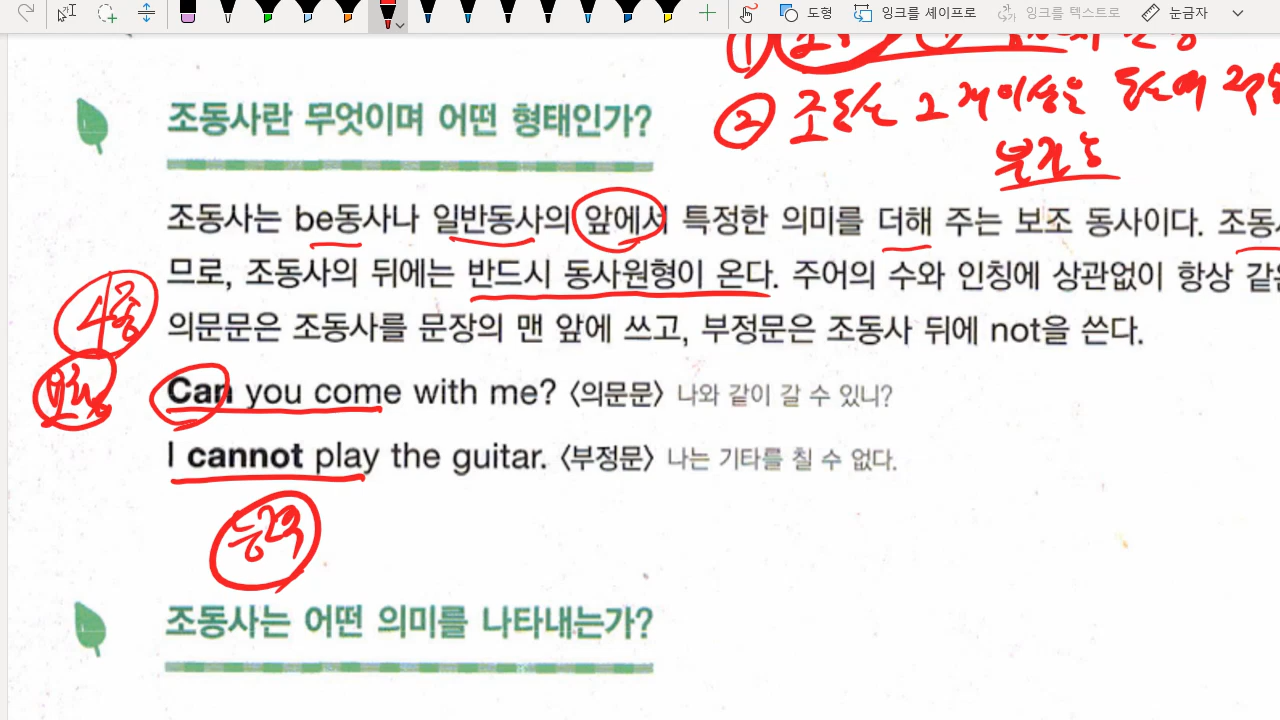 도형 잉크를 셰이프로 잉크를 텍스트로 눈금자
② 조동사 2개 이상은
조동사란 무엇이며 어떤 형태인가?
조동사는 be동사나 일반동사의 앞에서 특정한 의미를 더해 주는 보조 동사이다. 조동
므로, 조동사의 뒤에는 반드시 동사원형이 온다. 주어의 수와 인칭에 상관없이 항상
의문문은 조동사를 문장의 맨 앞에 쓰고, 부정문은 조동사 뒤에 not을 쓴다.
Can you come with me? 〈의문문〉 나와 같이 갈 수 있니?
I cannot play the guitar. 〈부정문〉 나는 기타를 칠 수 없다.
능력
조동사는 어떤 의미를 나타내는가?